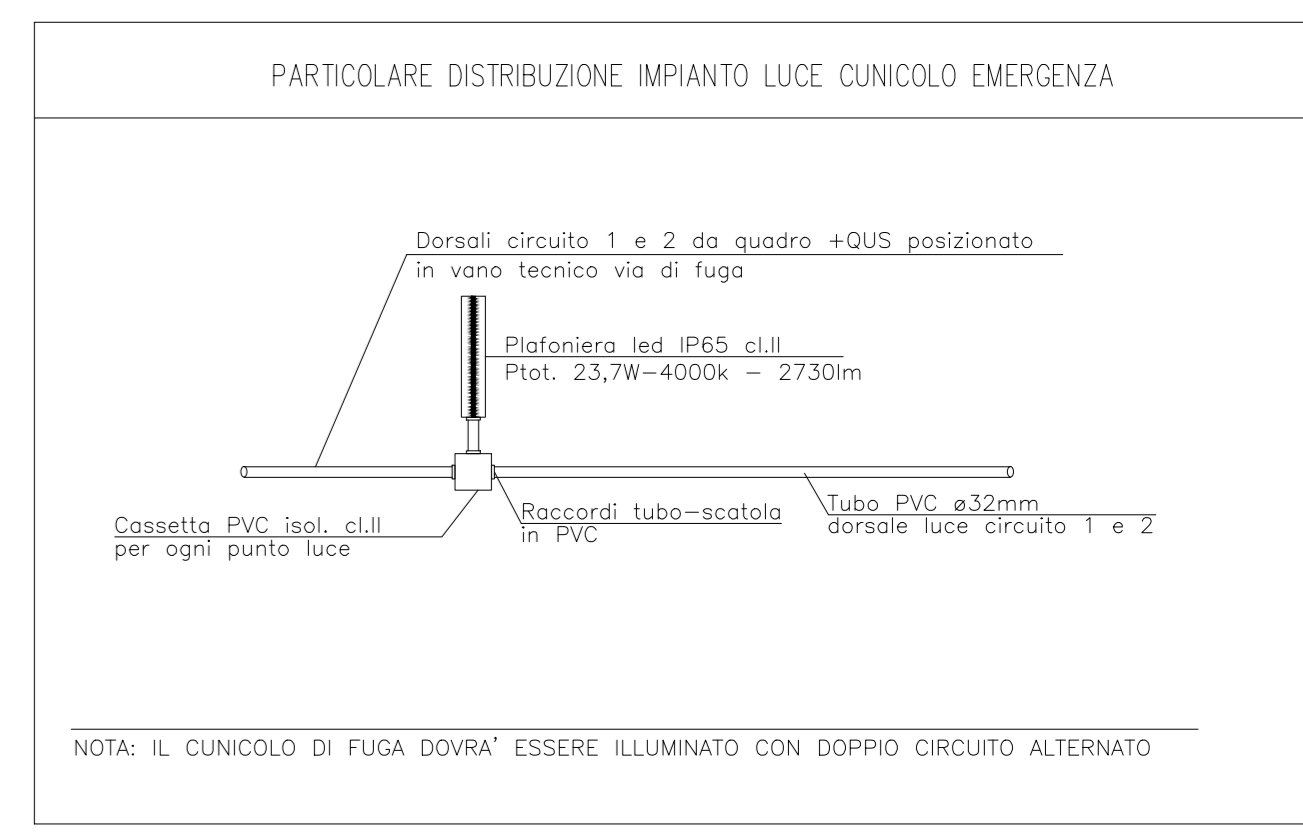 PARTICOLARE DISTRIBUZIONE IMPIANTO LUCE CUNICOLO EMERGENZA
Dorsali circuito 1 e 2 da quadro +QUS posizionato
in vano tecnico via di fuga
Plafoniera led IP65 cl.II
Ptot. 23,7W-4000k - 2730lm
Cassetta PVC isol. cl.II
per ogni punto luce
Raccordi tubo-scatola
in PVC
Tubo PVC ø32mm
dorsale luce circuito 1 e 2
NOTA: IL CUNICOLO DI FUGA DOVRA' ESSERE ILLUMINATO CON DOPPIO CIRCUITO ALTERNATO